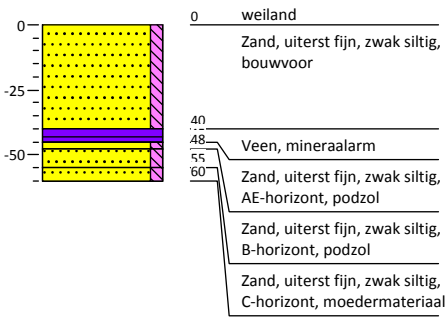 0
-25
-50
0
40
48
55
60
weiland
Zand, uiterst fijn, zwak siltig,
bouwvoor
Veen, mineraalarm
Zand, uiterst fijn, zwak siltig,
AE-horizont, podzol
Zand, uiterst fijn, zwak siltig,
B-horizont, podzol
Zand, uiterst fijn, zwak siltig,
C-horizont, moedermateriaal